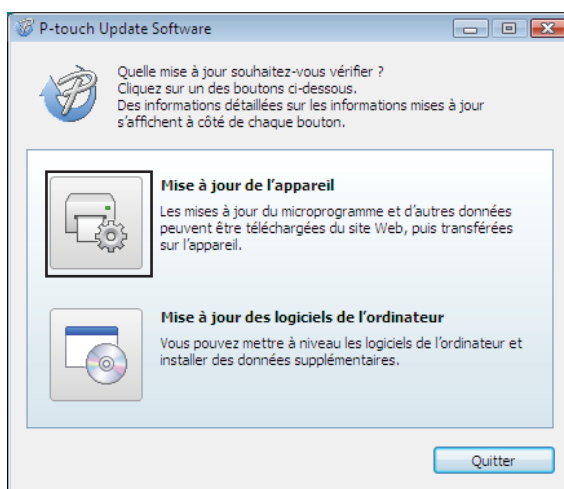 P-touch Update Software
Quelle mise à jour souhaitez-vous vérifier ?
Cliquez sur un des boutons ci-dessous.
Des informations détaillées sur les informations mises à jour
s'affichent à côté de chaque bouton.
Mise à jour de l'appareil
Les mises à jour du microprogramme et d'autres données
peuvent être téléchargées du site Web, puis transférées
sur l'appareil.
Mise à jour des logiciels de l'ordinateur
Vous pouvez mettre à niveau les logiciels de l'ordinateur et
installer des données supplémentaires.
Quitter